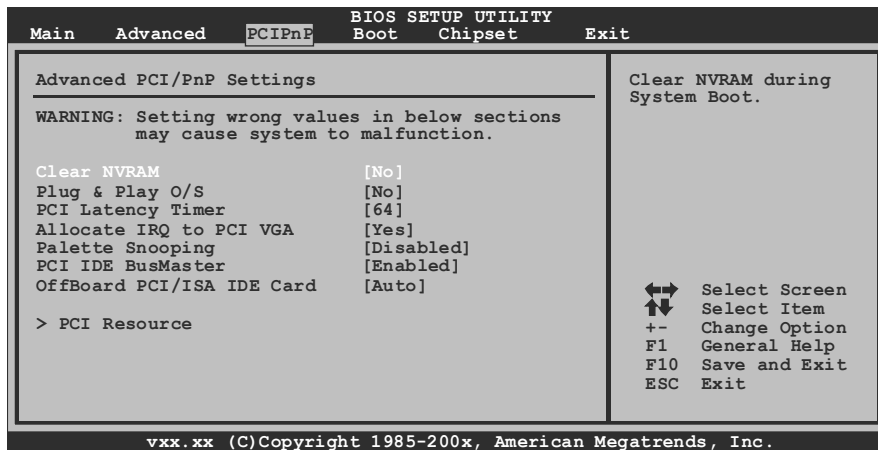 BIOS SETUP UTILITY
Main Advanced PCIPnP Boot Chipset Exit
Advanced PCI/PnP Settings
WARNING: Setting wrong values in below sections
may cause system to malfunction.
Clear NVRAM [No]
Plug & Play O/S [No]
PCI Latency Timer [64]
Allocate IRQ to PCI VGA [Yes]
Palette Snooping [Disabled]
PCI IDE BusMaster [Enabled]
OffBoard PCI/ISA IDE Card [Auto]
> PCI Resource
Clear NVRAM during
System Boot.
Select Screen
Select Item
+- Change Option
F1 General Help
F10 Save and Exit
ESC Exit
vxx.xx (C)Copyright 1985-200x, American Megatrends, Inc.